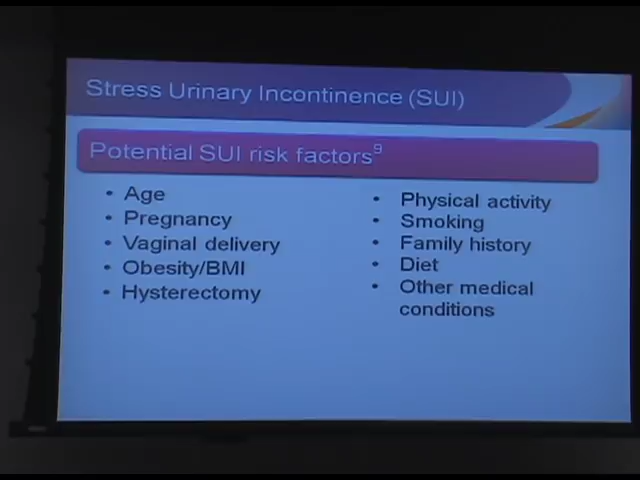 Stress Urinary Incontinence (SUI)
Potential SUI risk factors9
• Age
• Pregnancy
• Vaginal delivery
• Obesity/BMI
• Hysterectomy
• Physical activity
• Smoking
• Family history
• Diet
• Other medical
conditions